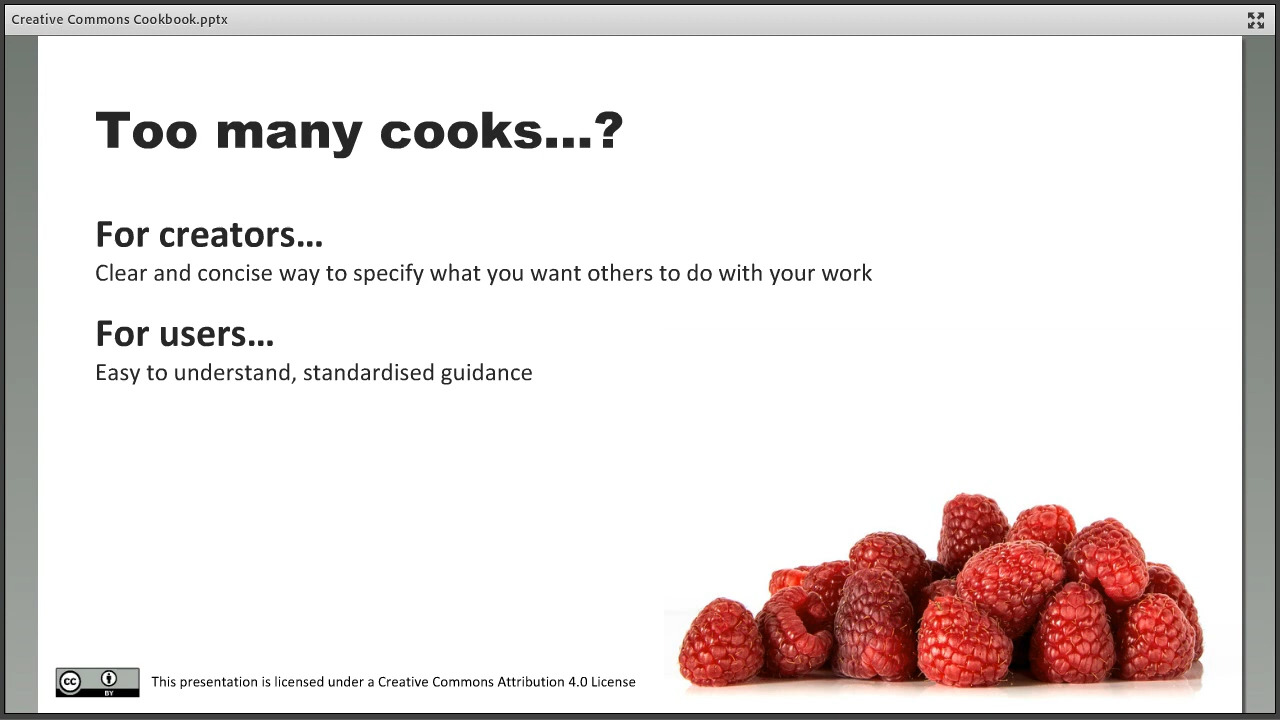 Creative Commons Cookbook.pptx
Too many cooks...?
For creators...
Clear and concise way to specify what you want others to do with your work
For users...
Easy to understand, standardised guidance
cc
BY
This presentation is licensed under a Creative Commons Attribution 4.0 License